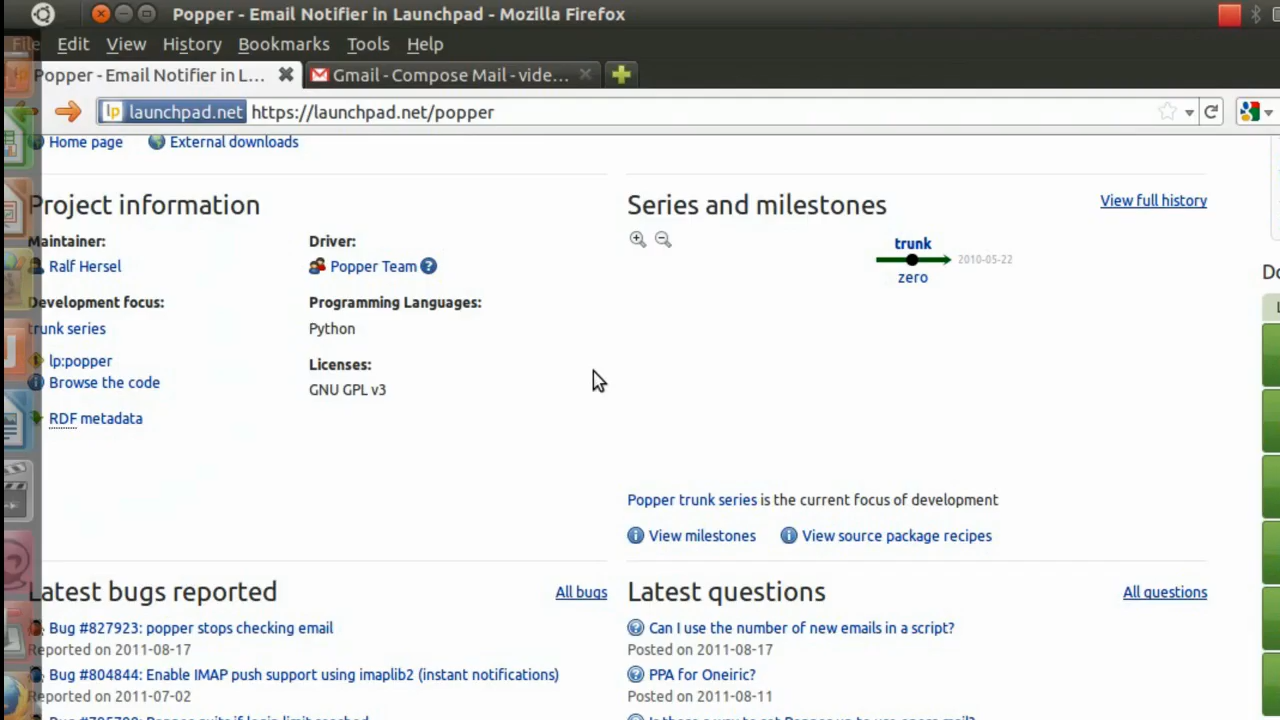 Popper - Email Notifier in Launchpad - Mozilla Firefox
File Edit View History Bookmarks Tools Help
Popper - Email Notifier in L... Gmail - Compose Mail - vide...
lp launchpad.net https://launchpad.net/popper
Home page External downloads
Project information
Maintainer:
Ralf Hersel
Driver:
Popper Team
Development focus:
trunk series
Programming Languages:
Python
lp:popper
Browse the code
Licenses:
GNU GPL v3
RDF metadata
Series and milestones View full history
trunk
2010-05-22
zero
Popper trunk series is the current focus of development
View milestones View source package recipes
Latest bugs reported All bugs
Bug #827923: popper stops checking email
Reported on 2011-08-17
Bug #804844: Enable IMAP push support using imaplib2 (instant notifications)
Reported on 2011-07-02
Latest questions All questions
Can I use the number of new emails in a script?
Posted on 2011-08-17
PPA for Oneiric?
Posted on 2011-08-11